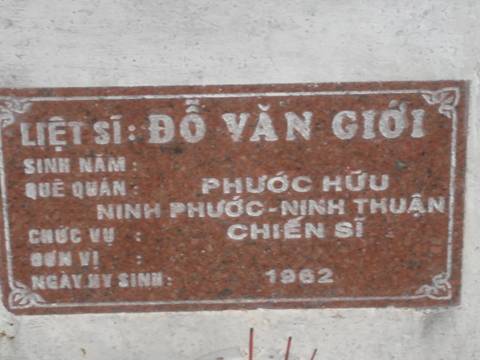 LIỆT SĨ: ĐỖ VĂN GIỚI
SINH NĂM:
QUÊ QUÁN: PHƯỚC HỮU
NINH PHƯỚC-NINH THUẬN
CHỨC VỤ : CHIẾN SĨ
ĐƠN VỊ :
NGÀY HY SINH: 1962